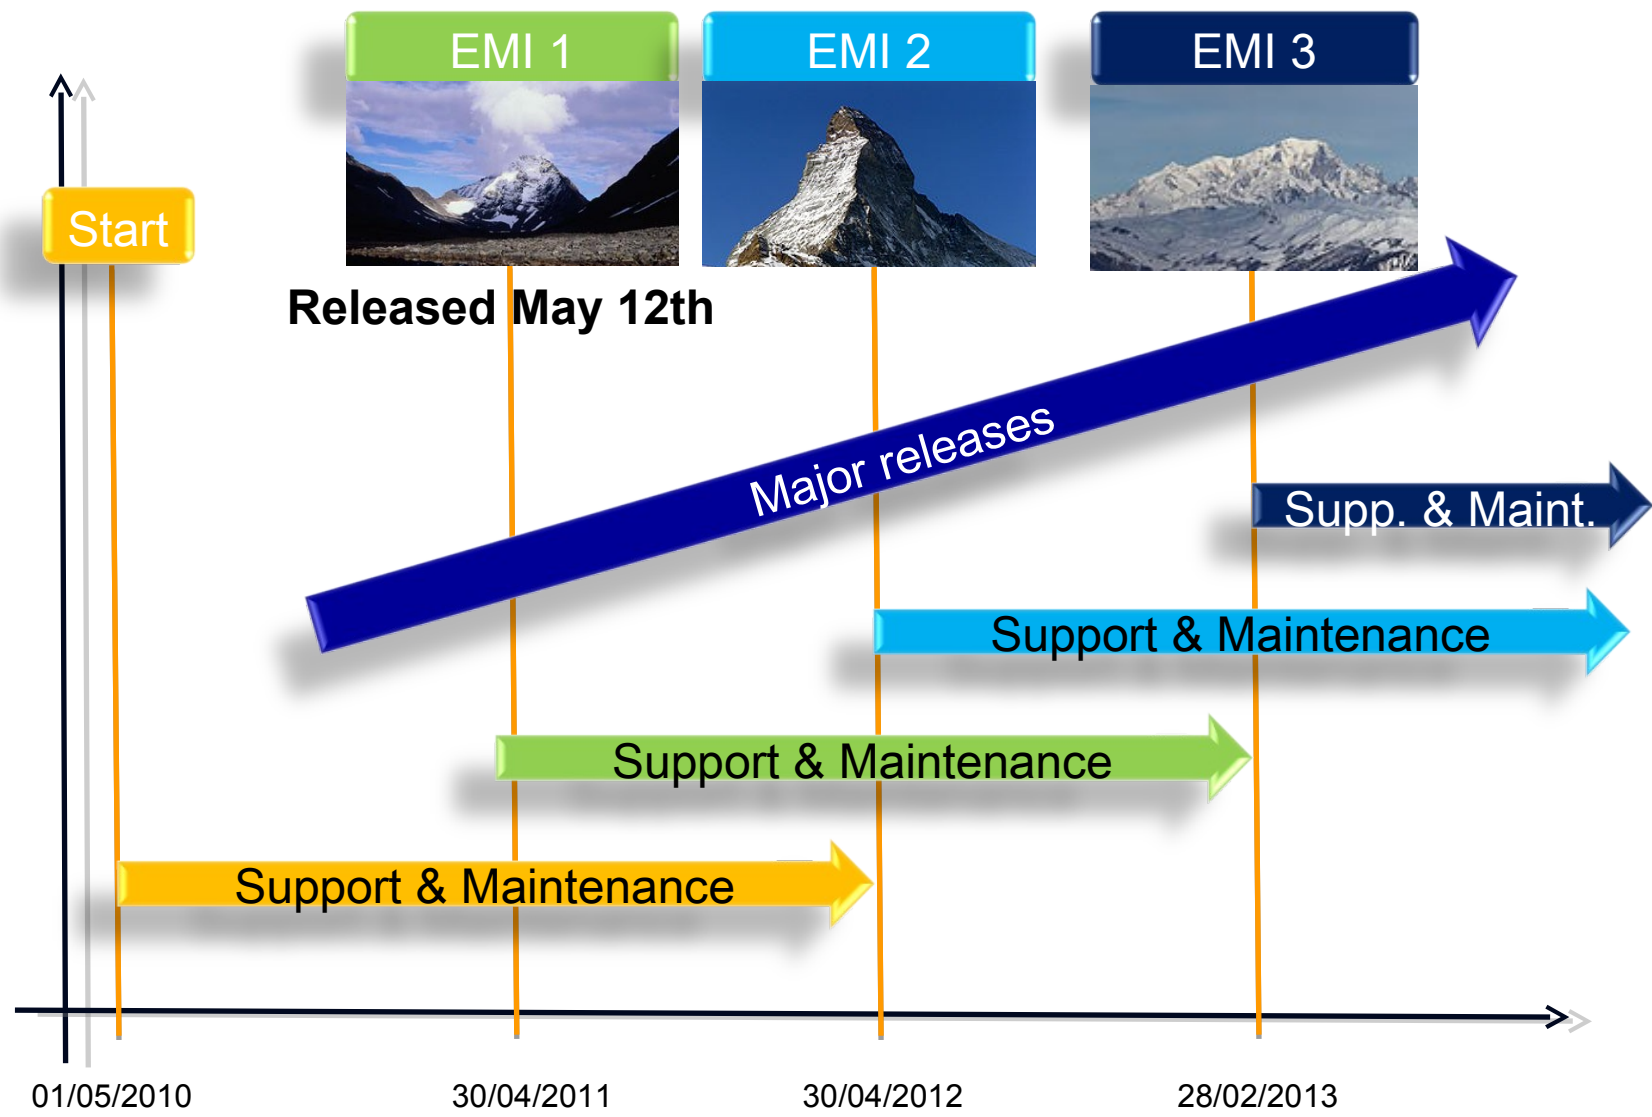 EMI 1
EMI 2
EMI 3
Start
Released May 12th
Major releases
Supp. & Maint.
Support & Maintenance
Support & Maintenance
Support & Maintenance
01/05/2010
30/04/2011
30/04/2012
28/02/2013